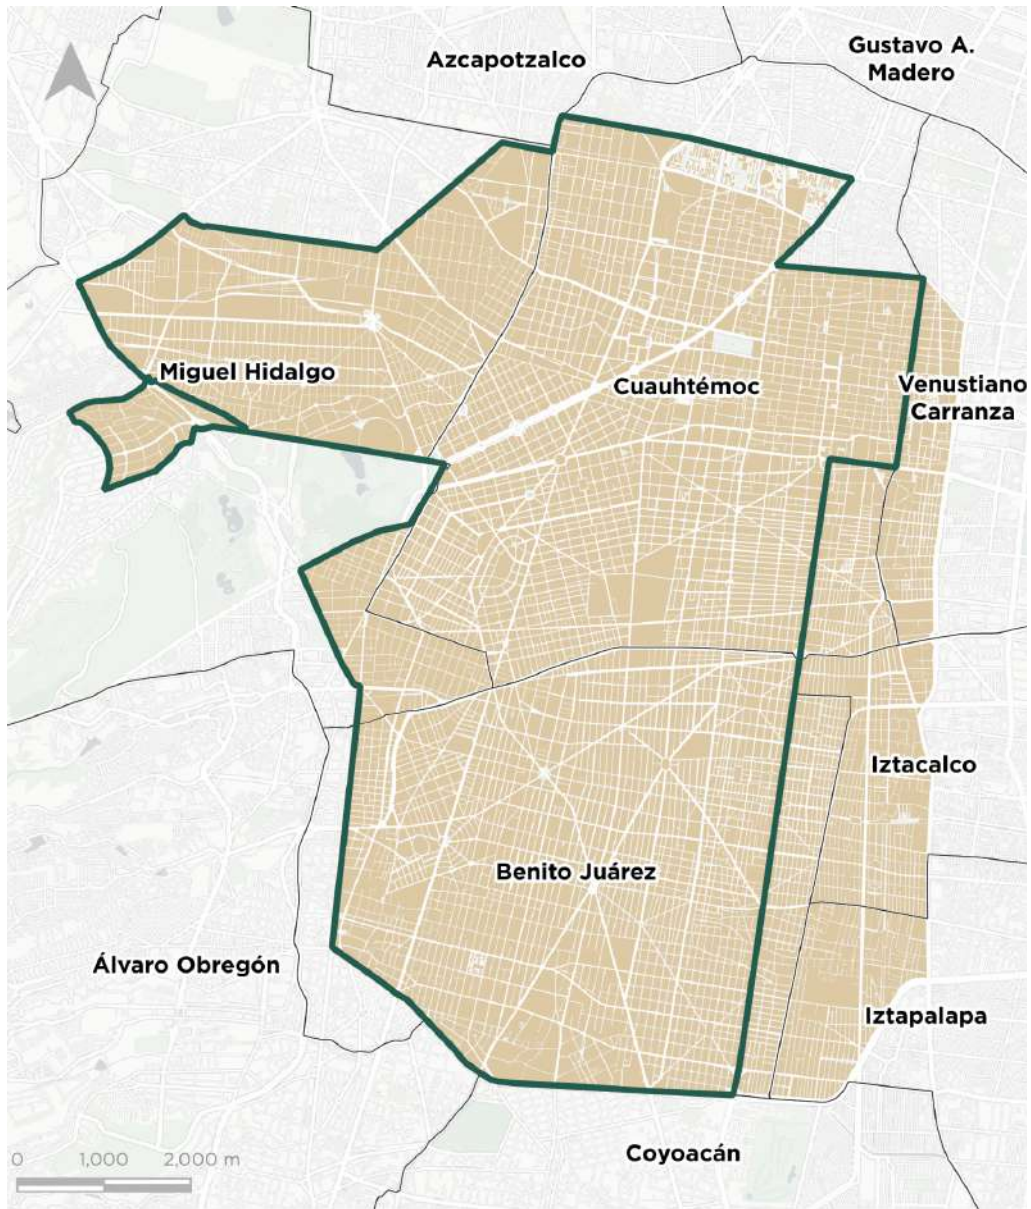 Azcapotzalco
Gustavo A.
Madero
Miguel Hidalgo
Cuauhtémoc
Venustiano
Carranza
Iztacalco
Benito Juárez
Álvaro Obregón
Iztapalapa
Coyoacán
0 1,000 2,000 m